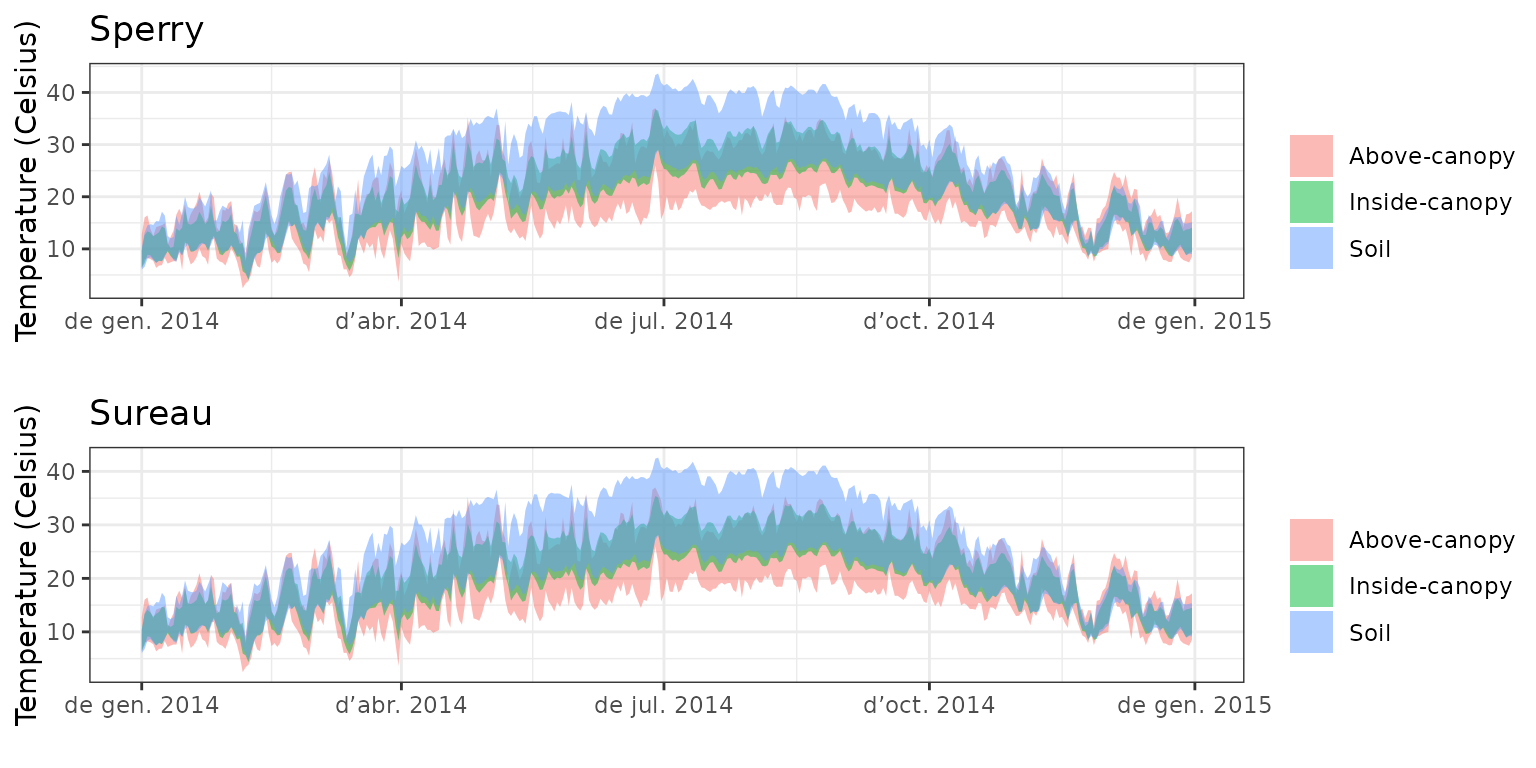 Sperry
Temperature (Celsius)
40
30
20
10
de gen. 2014 d’abr. 2014 de jul. 2014 d’oct. 2014 de gen. 2015
Above-canopy
Inside-canopy
Soil
Sureau
Temperature (Celsius)
40
30
20
10
de gen. 2014 d’abr. 2014 de jul. 2014 d’oct. 2014 de gen. 2015
Above-canopy
Inside-canopy
Soil